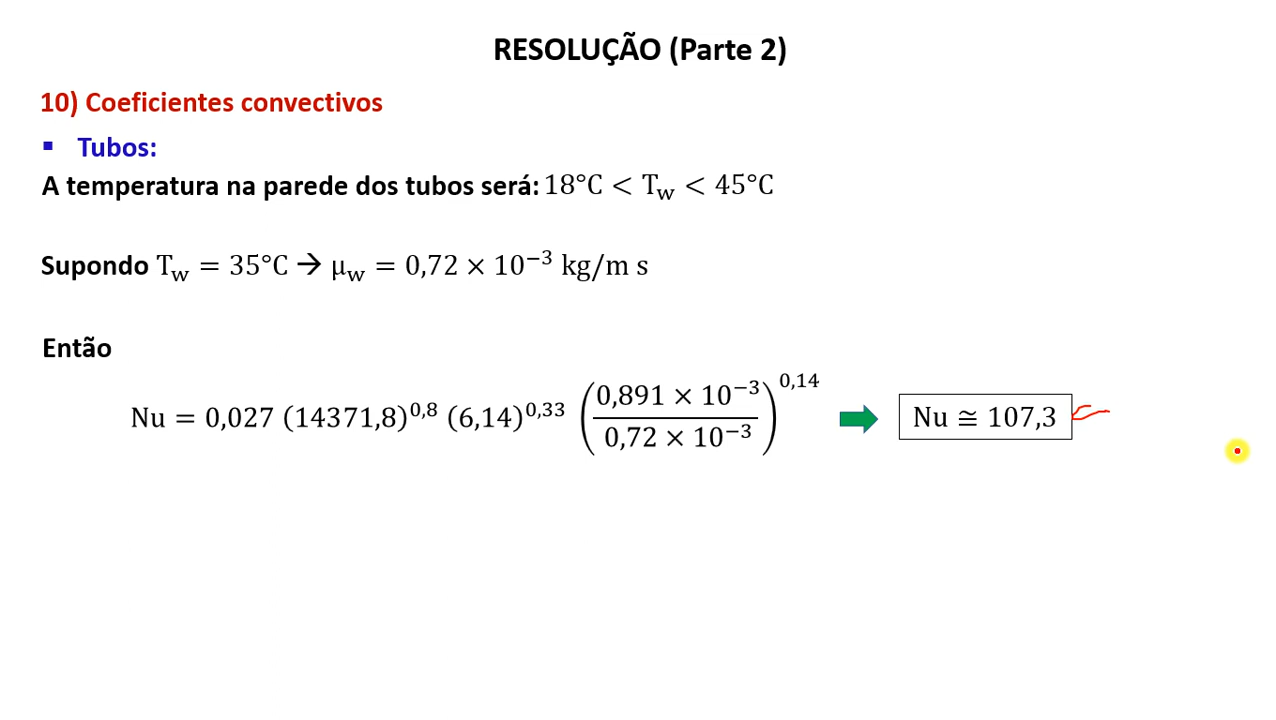 RESOLUÇÃO (Parte 2)
10) Coeficientes convectivos
▪ Tubos:
A temperatura na parede dos tubos será: 18°C < T_w < 45°C
Supondo T_w = 35°C → μ_w = 0,72 × 10^−3 kg/m s
Então
Nu = 0,027 (14371,8)^0,8 (6,14)^0,33 (0,891 × 10^−3 / 0,72 × 10^−3)^0,14 Nu ≅ 107,3